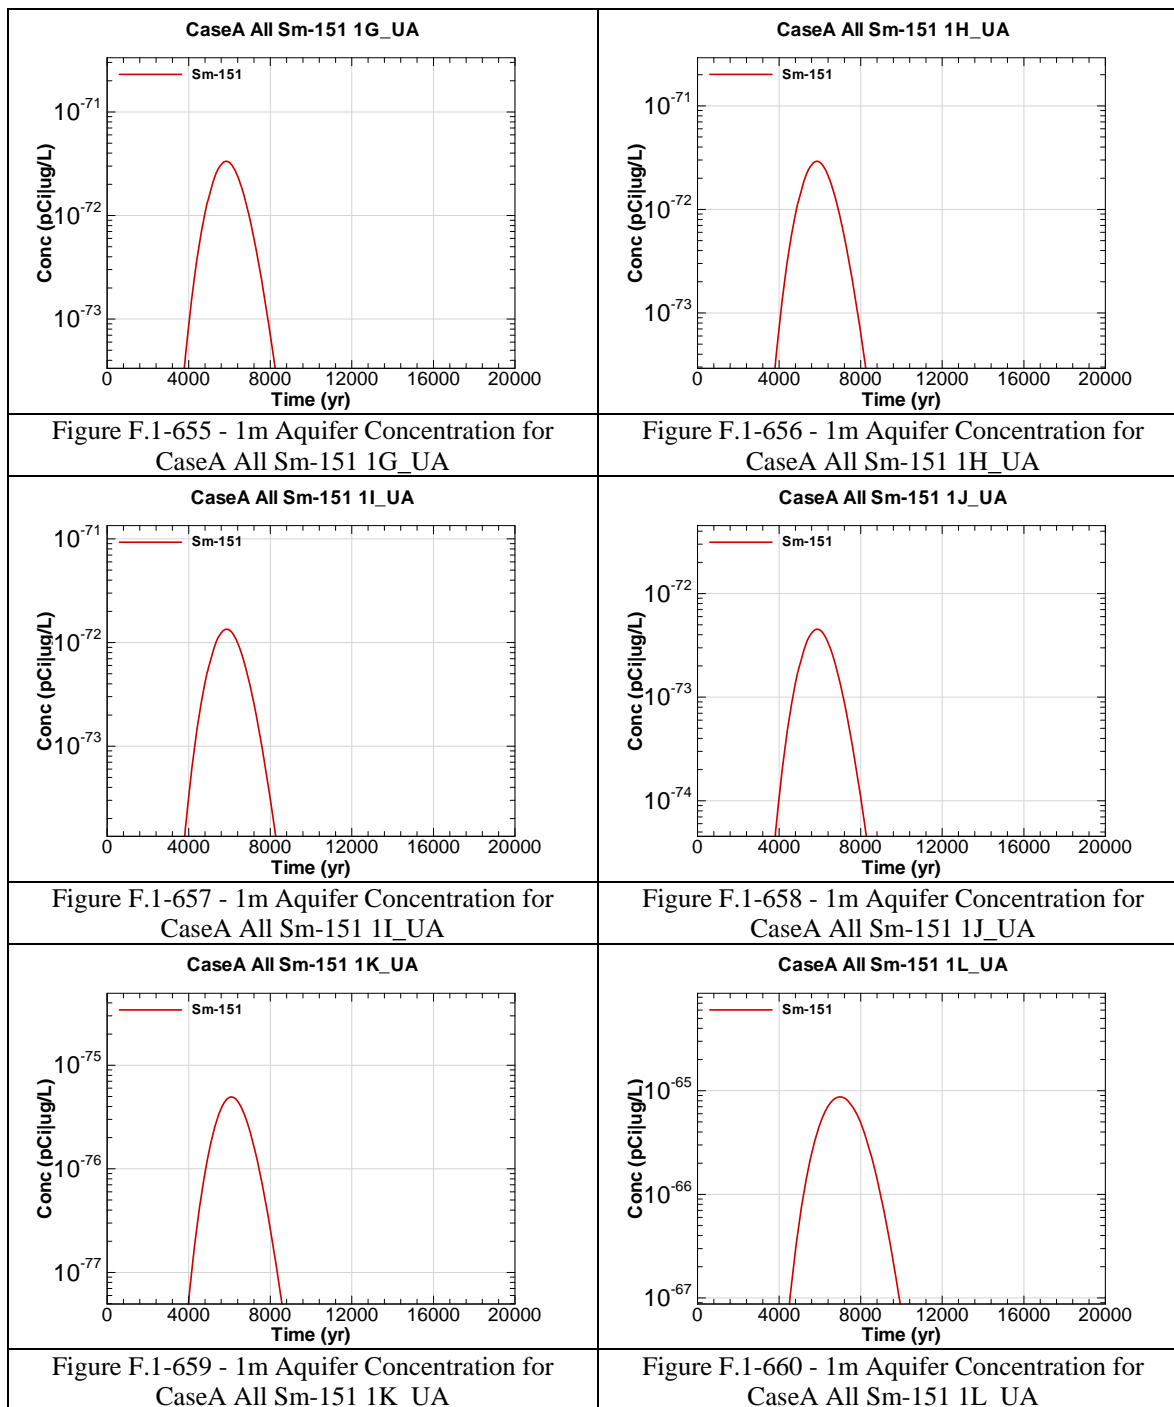 CaseA All Sm-151 1G_UA
Sm-151
10^-71
10^-72
10^-73
Conc (pCi|ug/L)
0 4000 8000 12000 16000 20000
Time (yr)
Figure F.1-655 - 1m Aquifer Concentration for
CaseA All Sm-151 1G_UA
CaseA All Sm-151 1H_UA
Sm-151
10^-71
10^-72
10^-73
Conc (pCi|ug/L)
0 4000 8000 12000 16000 20000
Time (yr)
Figure F.1-656 - 1m Aquifer Concentration for
CaseA All Sm-151 1H_UA
CaseA All Sm-151 1I_UA
Sm-151
10^-71
10^-72
10^-73
Conc (pCi|ug/L)
0 4000 8000 12000 16000 20000
Time (yr)
Figure F.1-657 - 1m Aquifer Concentration for
CaseA All Sm-151 1I_UA
CaseA All Sm-151 1J_UA
Sm-151
10^-72
10^-73
10^-74
Conc (pCi|ug/L)
0 4000 8000 12000 16000 20000
Time (yr)
Figure F.1-658 - 1m Aquifer Concentration for
CaseA All Sm-151 1J_UA
CaseA All Sm-151 1K_UA
Sm-151
10^-75
10^-76
10^-77
Conc (pCi|ug/L)
0 4000 8000 12000 16000 20000
Time (yr)
Figure F.1-659 - 1m Aquifer Concentration for
CaseA All Sm-151 1K_UA
CaseA All Sm-151 1L_UA
Sm-151
10^-65
10^-66
10^-67
Conc (pCi|ug/L)
0 4000 8000 12000 16000 20000
Time (yr)
Figure F.1-660 - 1m Aquifer Concentration for
CaseA All Sm-151 1L_UA